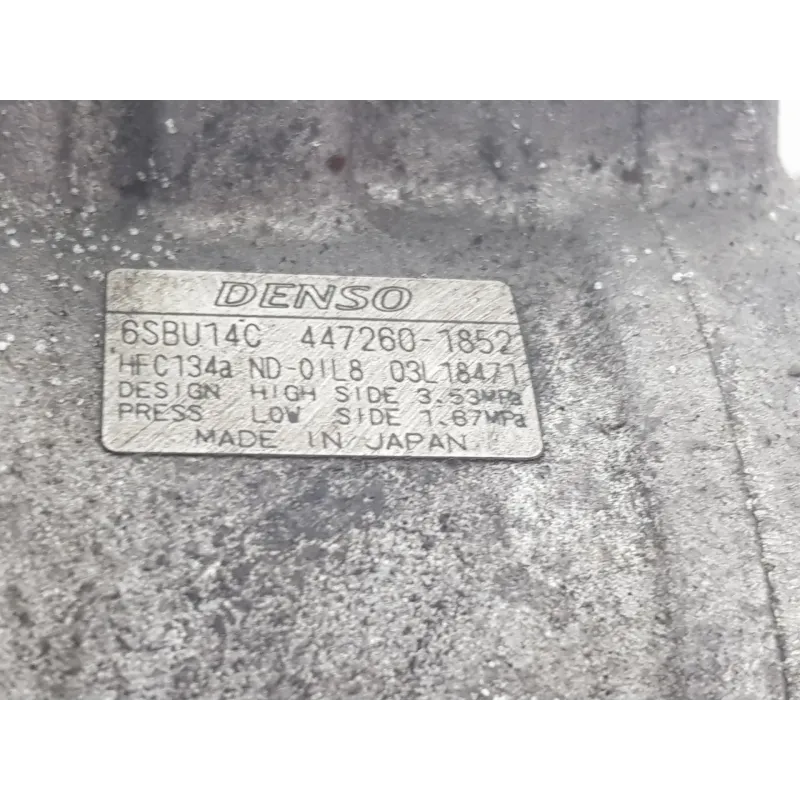 DENSO
6SBU14C 447260-1852
HFC134a ND-OIL8 03L18471
DESIGN HIGH SIDE 3.53MPa
PRESS LOW SIDE 1.67MPa
MADE IN JAPAN